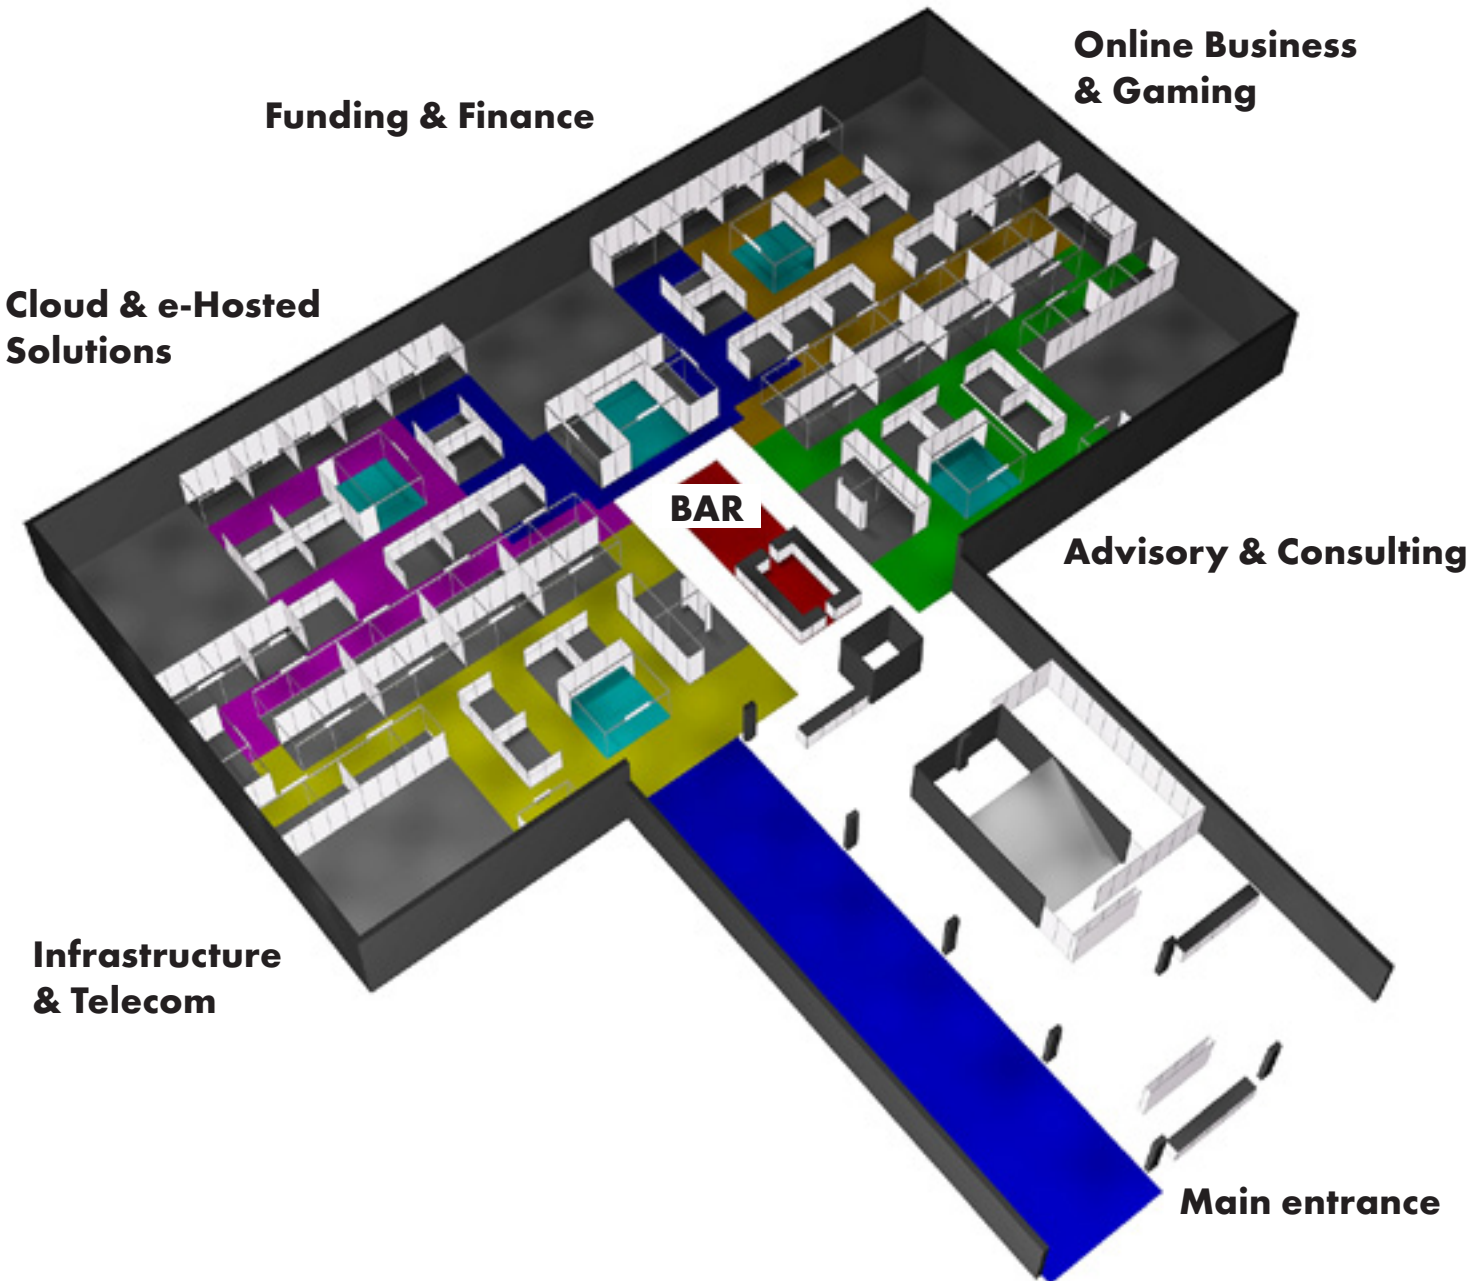 Online Business
& Gaming
Funding & Finance
Cloud & e-Hosted
Solutions
BAR
Advisory & Consulting
Infrastructure
& Telecom
Main entrance